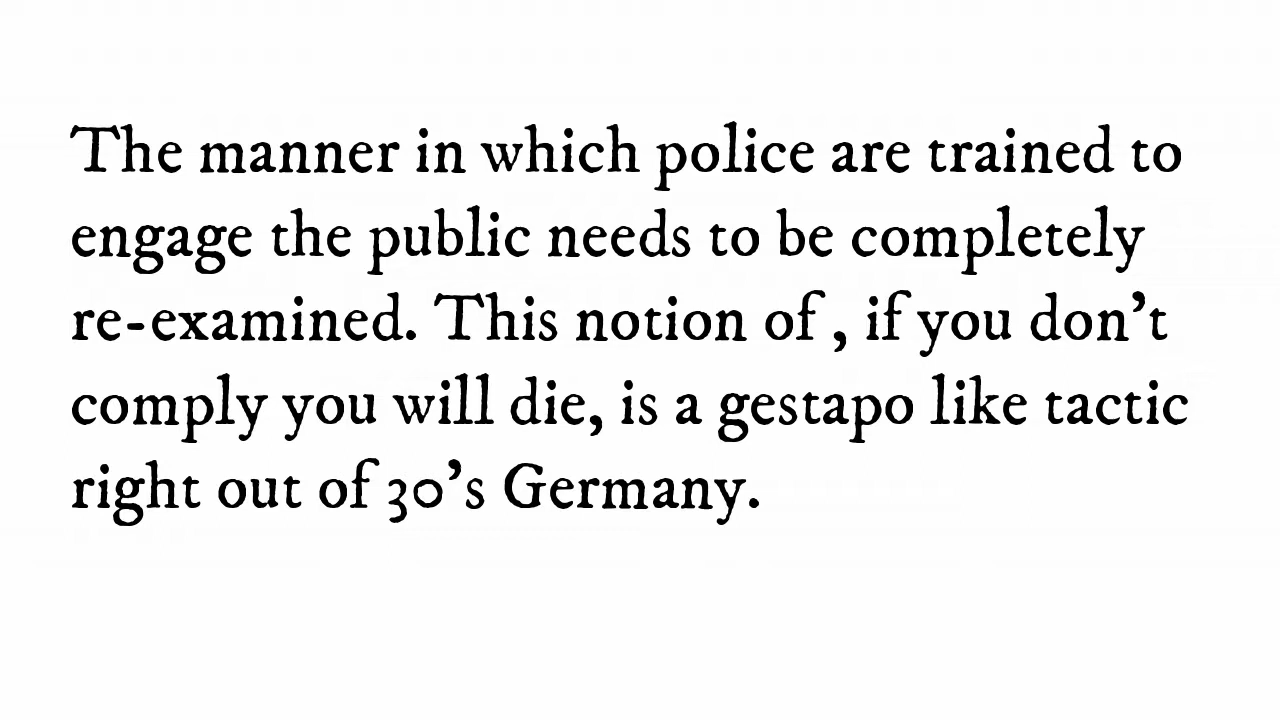 The manner in which police are trained to
engage the public needs to be completely
re-examined. This notion of , if you don’t
comply you will die, is a gestapo like tactic
right out of 30’s Germany.